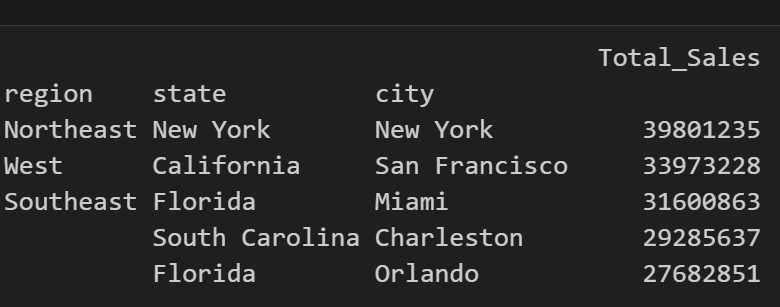 Total_Sales
region state city
Northeast New York New York 39801235
West California San Francisco 33973228
Southeast Florida Miami 31600863
South Carolina Charleston 29285637
Florida Orlando 27682851